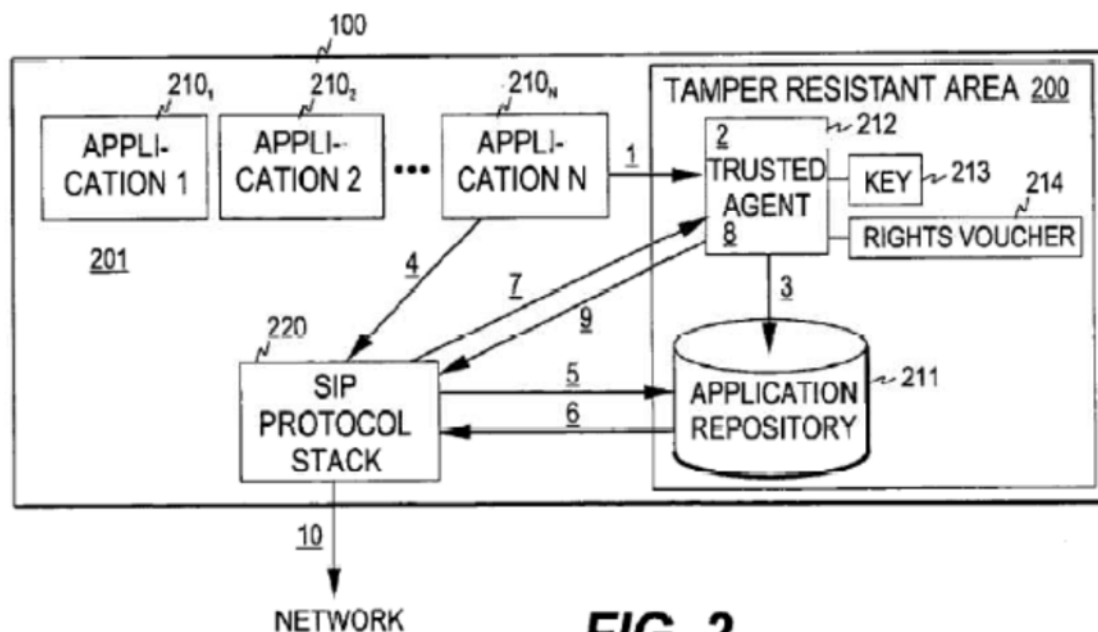 100
210₁
210₂
210ₙ
TAMPER RESISTANT AREA 200
APPLI-
CATION 1
APPLI-
CATION 2
•••
APPLI-
CATION N
1
2
TRUSTED
AGENT
8
212
KEY
213
214
RIGHTS VOUCHER
201
4
7
9
3
220
SIP
PROTOCOL
STACK
5
6
APPLICATION
REPOSITORY
211
10
NETWORK
FIG. 2